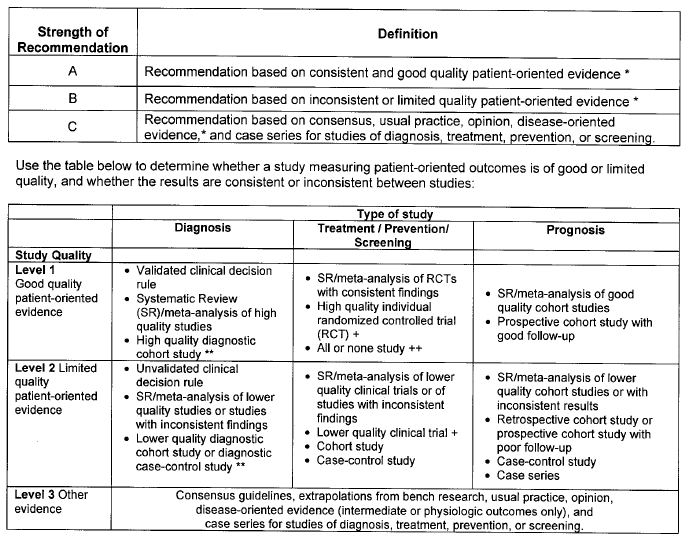 Strength of
Recommendation
Definition
A
Recommendation based on consistent and good quality patient-oriented evidence *
B
Recommendation based on inconsistent or limited quality patient-oriented evidence *
C
Recommendation based on consensus, usual practice, opinion, disease-oriented
evidence,* and case series for studies of diagnosis, treatment, prevention, or screening.
Use the table below to determine whether a study measuring patient-oriented outcomes is of good or limited
quality, and whether the results are consistent or inconsistent between studies:
Type of study
Diagnosis
Treatment / Prevention/
Screening
Prognosis
Study Quality
Level 1
Good quality
patient-oriented
evidence
• Validated clinical decision
rule
• Systematic Review
(SR)/meta-analysis of high
quality studies
• High quality diagnostic
cohort study **
• SR/meta-analysis of RCTs
with consistent findings
• High quality individual
randomized controlled trial
(RCT) +
• All or none study ++
• SR/meta-analysis of good
quality cohort studies
• Prospective cohort study with
good follow-up
Level 2 Limited
quality
patient-oriented
evidence
• Unvalidated clinical
decision rule
• SR/meta-analysis of lower
quality studies or studies
with inconsistent findings
• Lower quality diagnostic
cohort study or diagnostic
case-control study **
• SR/meta-analysis of lower
quality clinical trials or of
studies with inconsistent
findings
• Lower quality clinical trial +
• Cohort study
• Case-control study
• SR/meta-analysis of lower
quality cohort studies or with
inconsistent results
• Retrospective cohort study or
prospective cohort study with
poor follow-up
• Case-control study
• Case series
Level 3 Other
evidence
Consensus guidelines, extrapolations from bench research, usual practice, opinion,
disease-oriented evidence (intermediate or physiologic outcomes only), and
case series for studies of diagnosis, treatment, prevention, or screening.